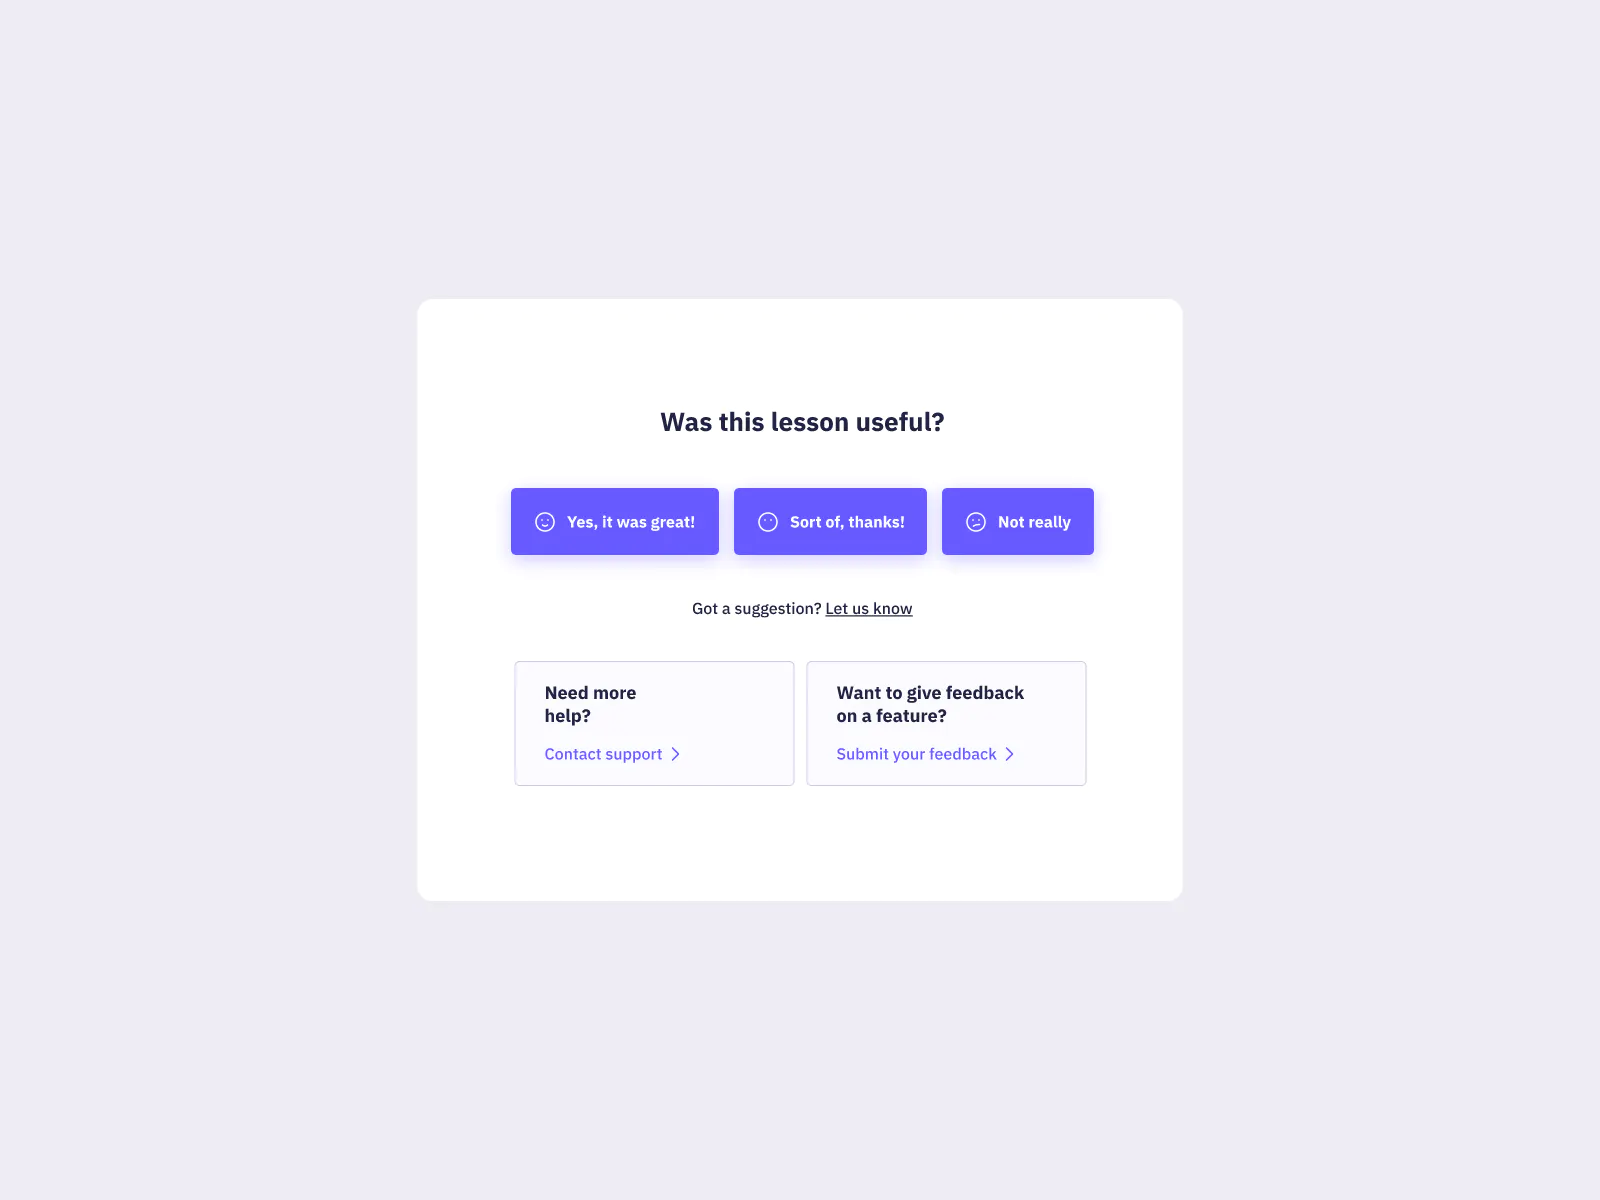 Was this lesson useful?
Yes, it was great!
Sort of, thanks!
Not really
Got a suggestion? Let us know
Need more
help?
Contact support
Want to give feedback
on a feature?
Submit your feedback